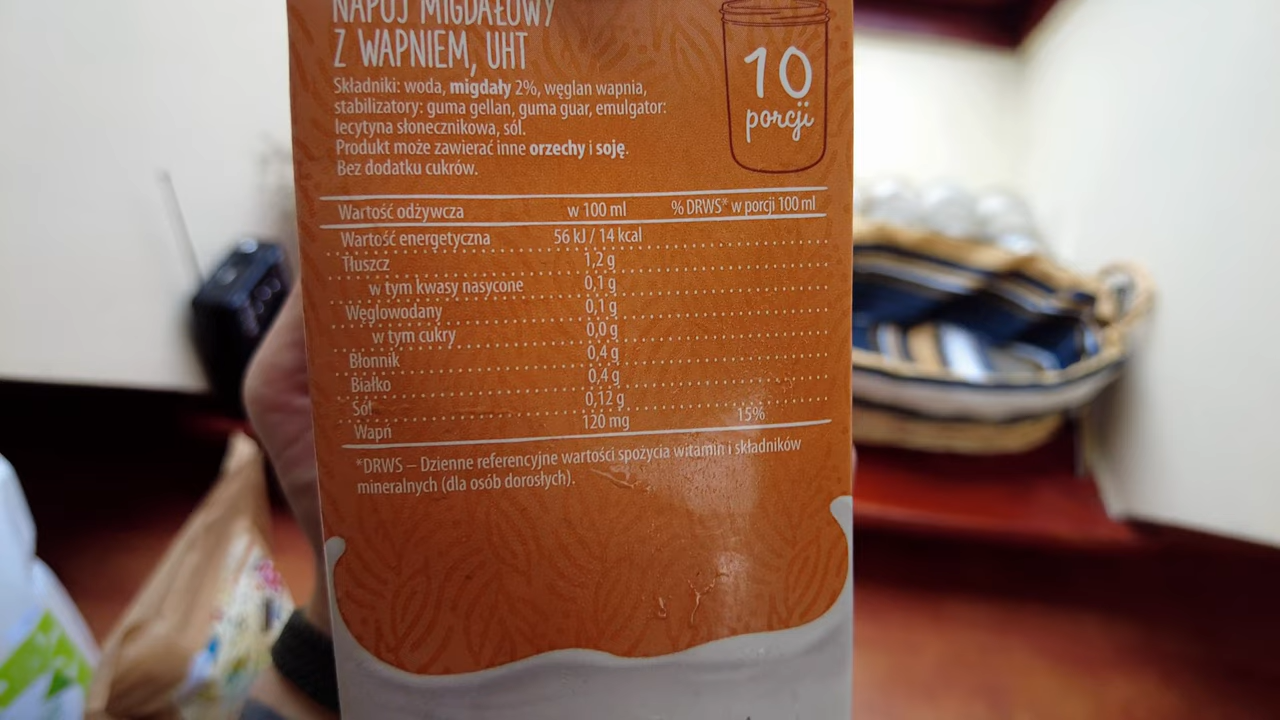 NAPÓJ MIGDAŁOWY
Z WAPNIEM, UHT
10
porcji
Składniki: woda, migdały 2%, węglan wapnia,
stabilizatory: guma gellan, guma guar, emulgator:
lecytyna słonecznikowa, sól.
Produkt może zawierać inne orzechy i soję.
Bez dodatku cukrów.
Wartość odżywcza w 100 ml % DRWS* w porcji 100 ml
Wartość energetyczna 56 kJ / 14 kcal
Tłuszcz 1,2 g
w tym kwasy nasycone 0,1 g
Węglowodany 0,1 g
w tym cukry 0,0 g
Błonnik 0,4 g
Białko 0,4 g
Sól 0,12 g
Wapń 120 mg 15%
*DRWS – Dzienne referencyjne wartości spożycia witamin i składników
mineralnych (dla osób dorosłych).